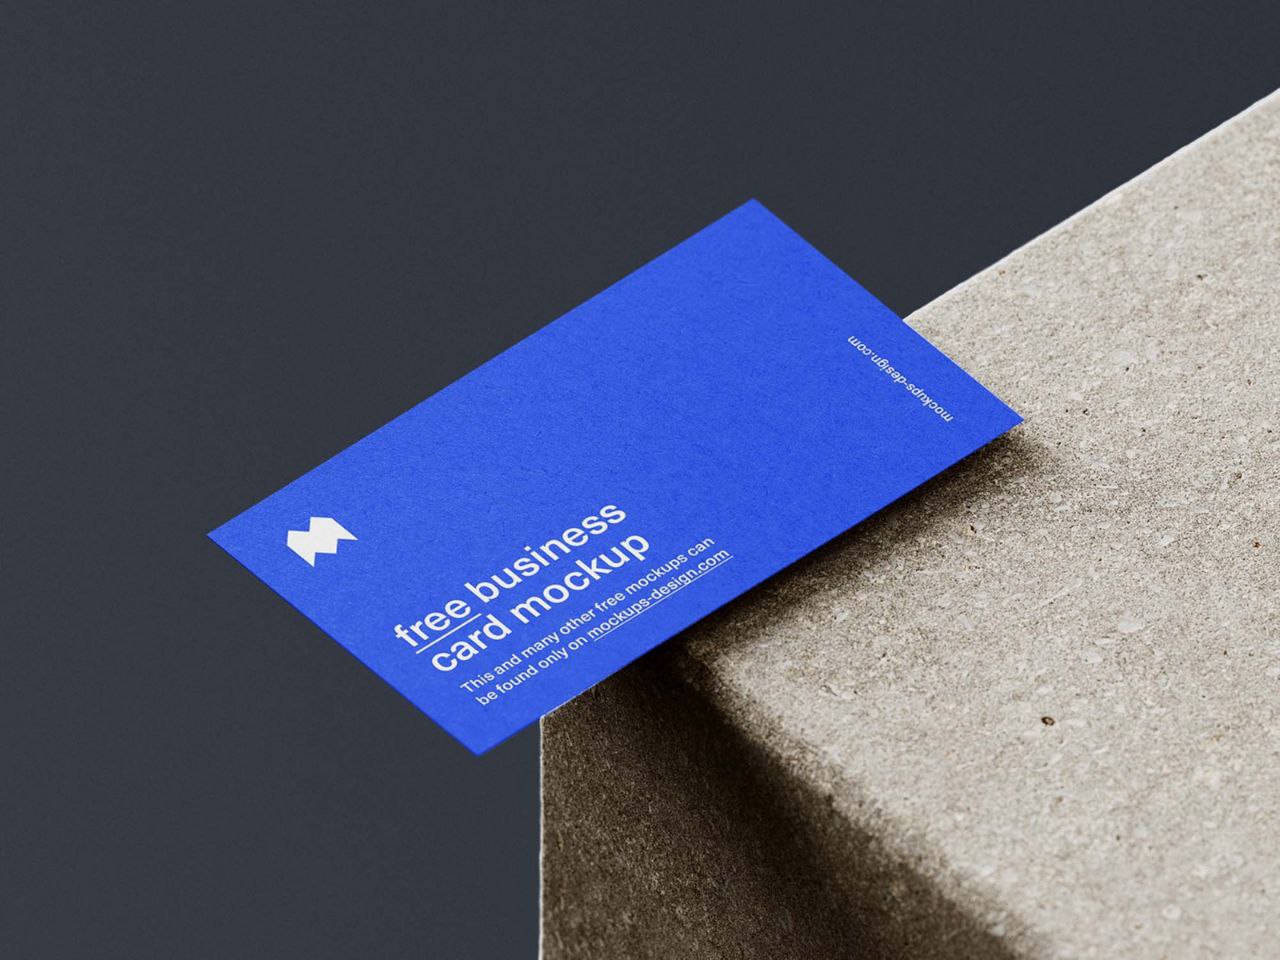 free business
card mockup
This and many other free mockups can
be found only on mockups-design.com
mockups-design.com